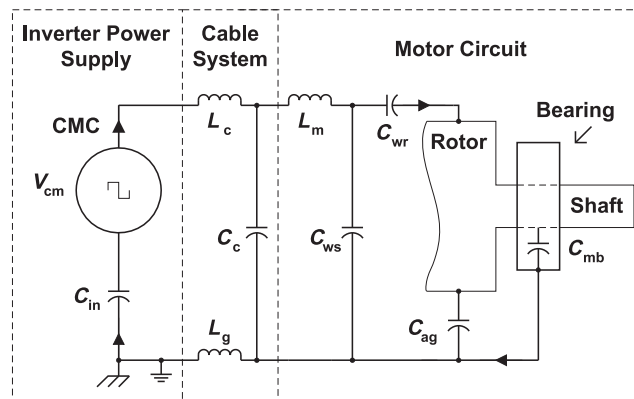 Inverter Power
Supply
Cable
System
Motor Circuit
CMC
Lc
Lm
Cwr
Rotor
Bearing
Vcm
Shaft
Cc
Cws
Cmb
Cin
Lg
Cag